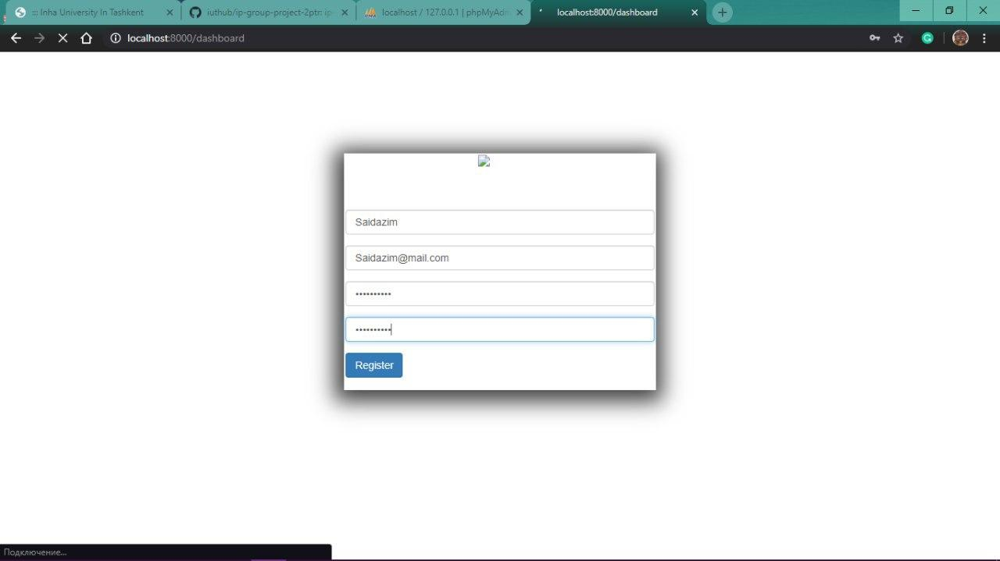 ::: Inha University In Tashkent
iuthub/ip-group-project-2ptn: ip-
localhost / 127.0.0.1 | phpMyAdm
localhost:8000/dashboard
localhost:8000/dashboard
Saidazim
Saidazim@mail.com
••••••••••
••••••••••
Register
Подключение...